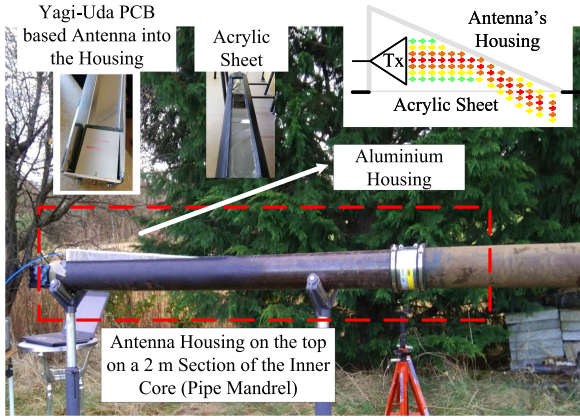 Yagi-Uda PCB
based Antenna into
the Housing
Acrylic
Sheet
Antenna's
Housing
Tx
Acrylic Sheet
Aluminium
Housing
Antenna Housing on the top
on a 2 m Section of the Inner
Core (Pipe Mandrel)